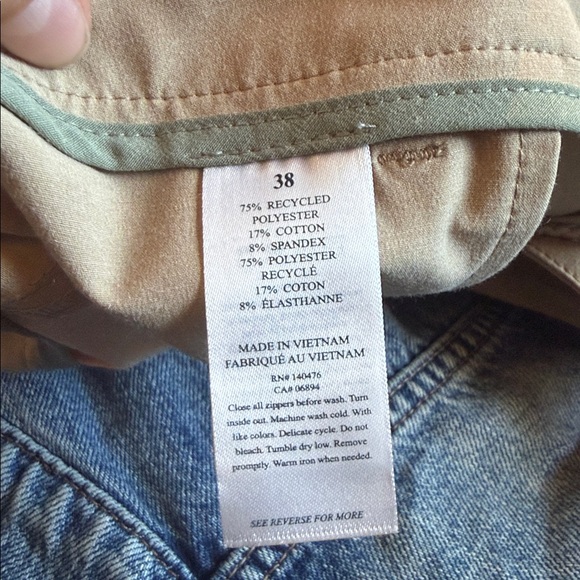 38
75% RECYCLED
POLYESTER
17% COTTON
8% SPANDEX
75% POLYESTER
RECYCLÉ
17% COTON
8% ÉLASTHANNE
MADE IN VIETNAM
FABRIQUÉ AU VIETNAM
RN# 140476
CA# 06894
Close all zippers before wash. Turn
inside out. Machine wash cold. With
like colors. Delicate cycle. Do not
bleach. Tumble dry low. Remove
promptly. Warm iron when needed.
SEE REVERSE FOR MORE